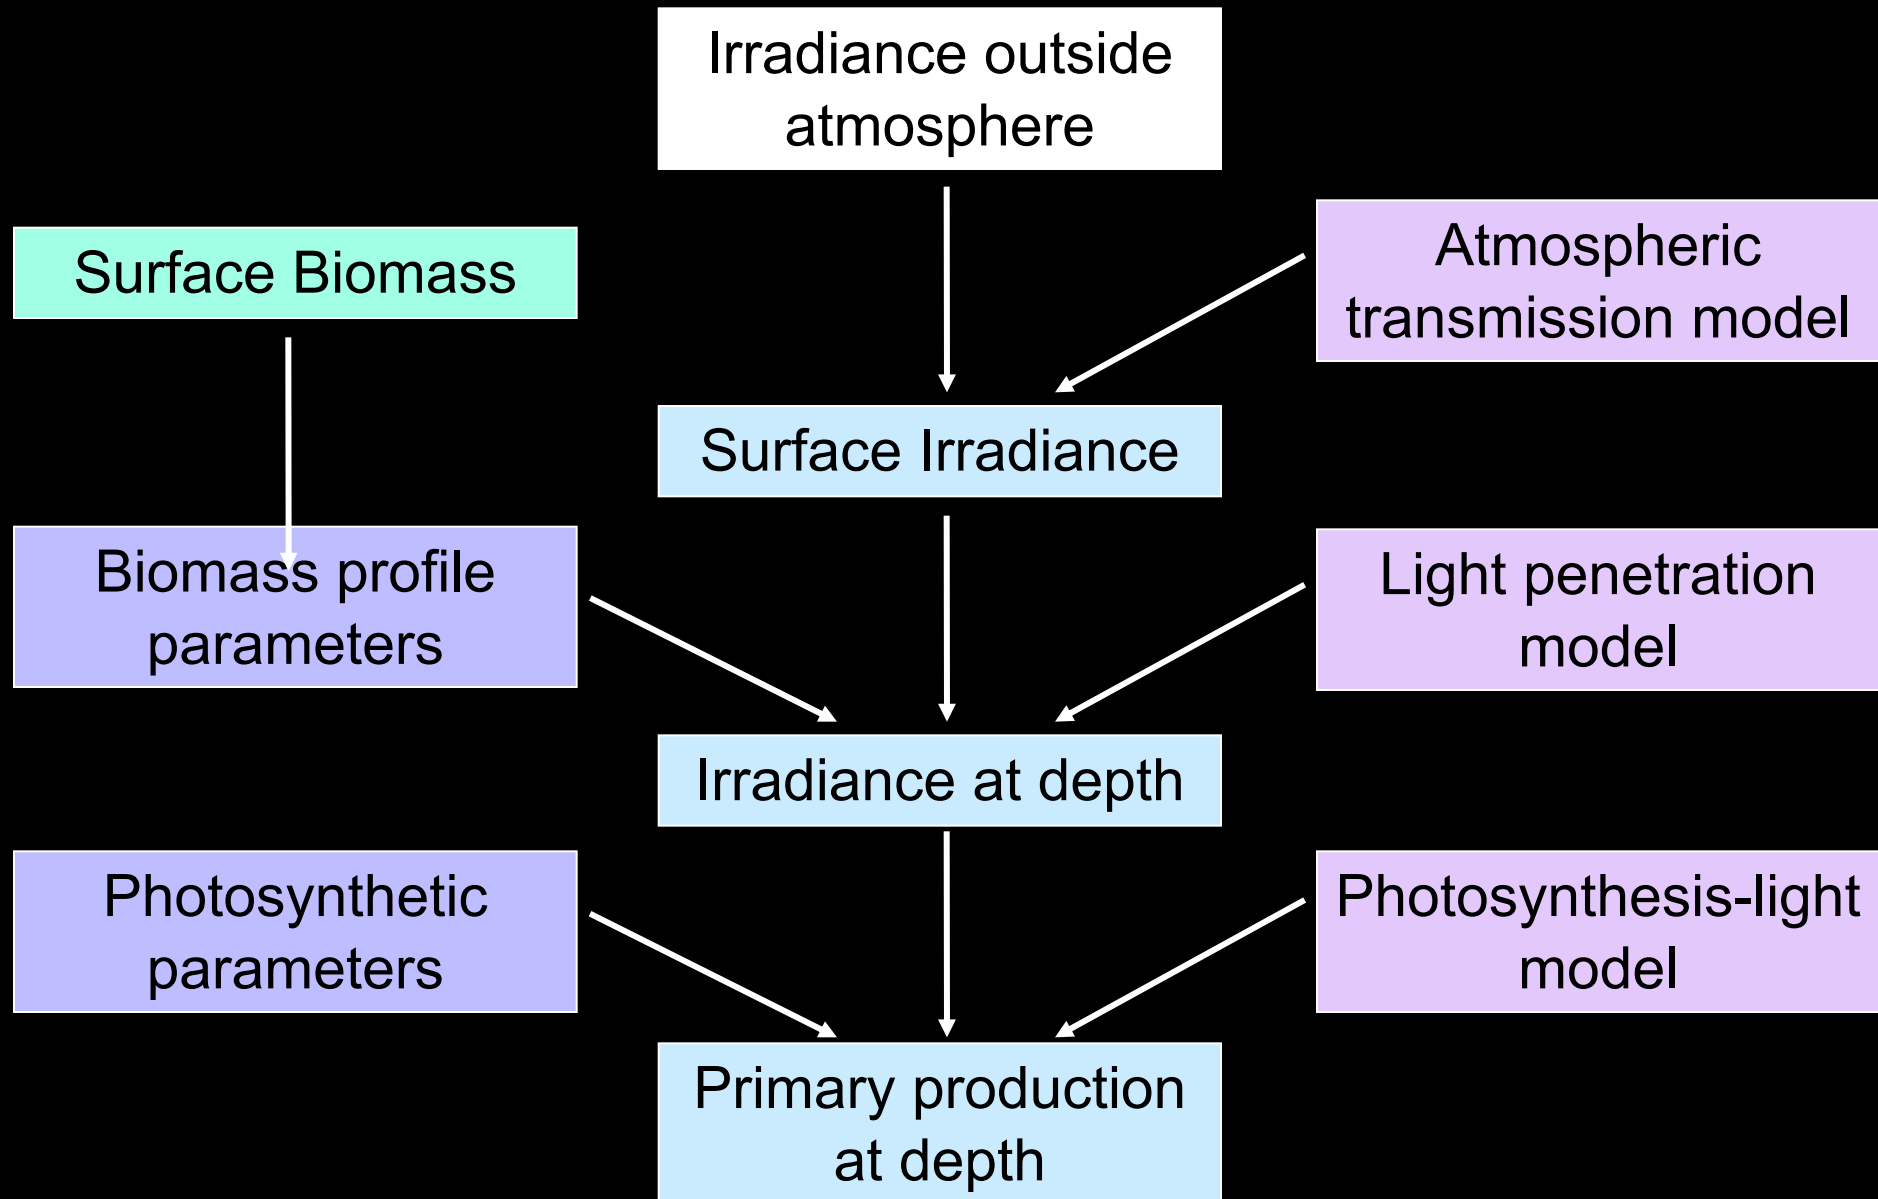 Irradiance outside
atmosphere
Surface Biomass
Atmospheric
transmission model
Surface Irradiance
Biomass profile
parameters
Light penetration
model
Irradiance at depth
Photosynthetic
parameters
Photosynthesis-light
model
Primary production
at depth